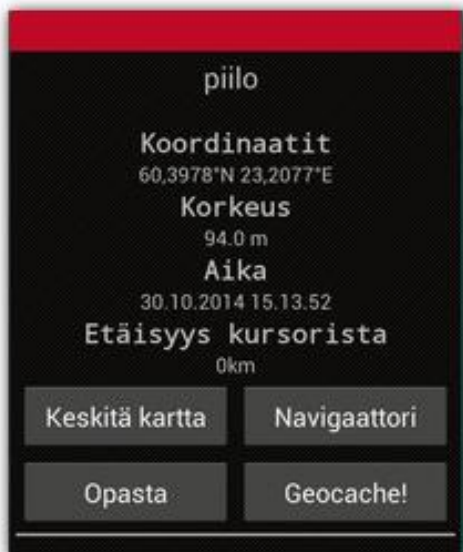 piilo
Koordinaatit
60,3978°N 23,2077°E
Korkeus
94.0 m
Aika
30.10.2014 15.13.52
Etäisyys kursorista
0km
Keskitä kartta Navigaattori
Opasta Geocache!